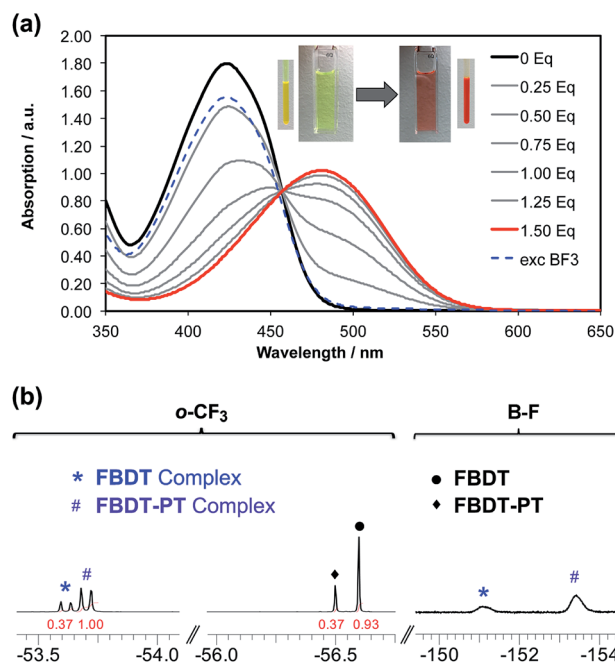 (a)
Absorption / a.u.
2.00
1.80
1.60
1.40
1.20
1.00
0.80
0.60
0.40
0.20
0.00
350 400 450 500 550 600 650
Wavelength / nm
0 Eq
0.25 Eq
0.50 Eq
0.75 Eq
1.00 Eq
1.25 Eq
1.50 Eq
exc BF3
(b)
o-CF3 B-F
* FBDT Complex ● FBDT
# FBDT-PT Complex ♦ FBDT-PT
* # ♦ ● * #
0.37 1.00 0.37 0.93
-53.5 -54.0 -56.0 -56.5 -150 -152 -154